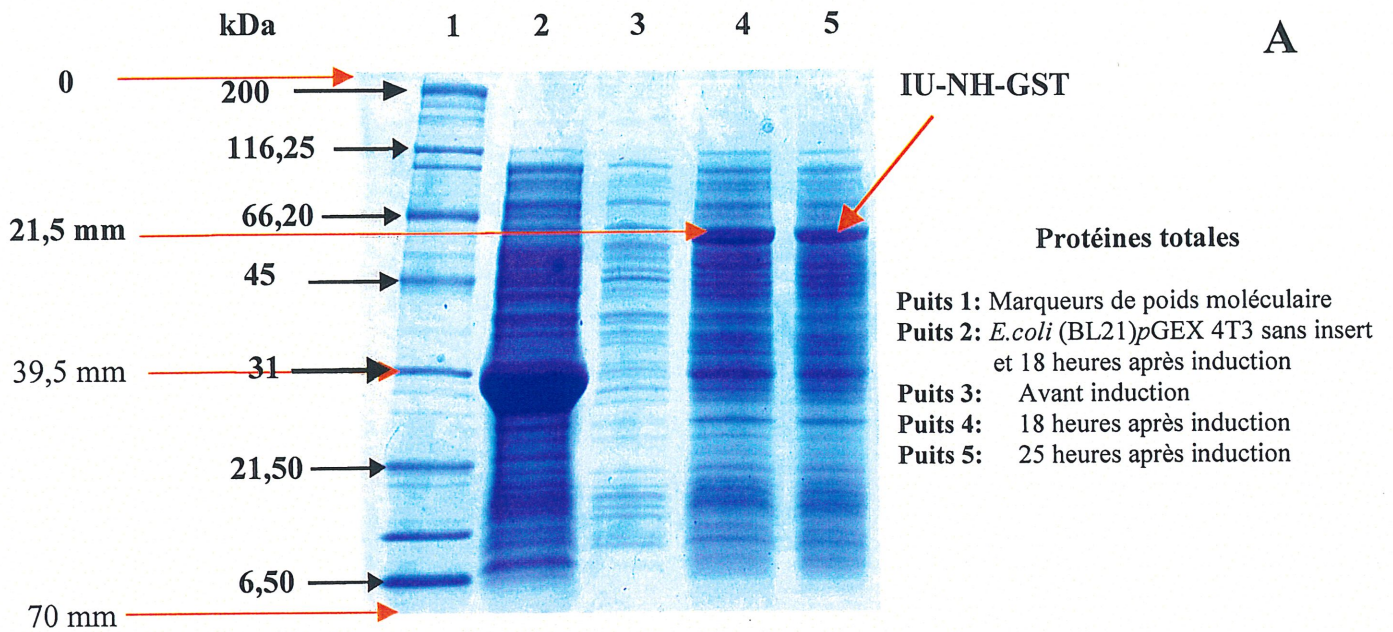 kDa 1 2 3 4 5 A
0
200
IU-NH-GST
116,25
66,20
21,5 mm
Protéines totales
45
Puits 1: Marqueurs de poids moléculaire
Puits 2: E.coli (BL21)pGEX 4T3 sans insert
et 18 heures après induction
39,5 mm
31
Puits 3: Avant induction
Puits 4: 18 heures après induction
Puits 5: 25 heures après induction
21,50
6,50
70 mm